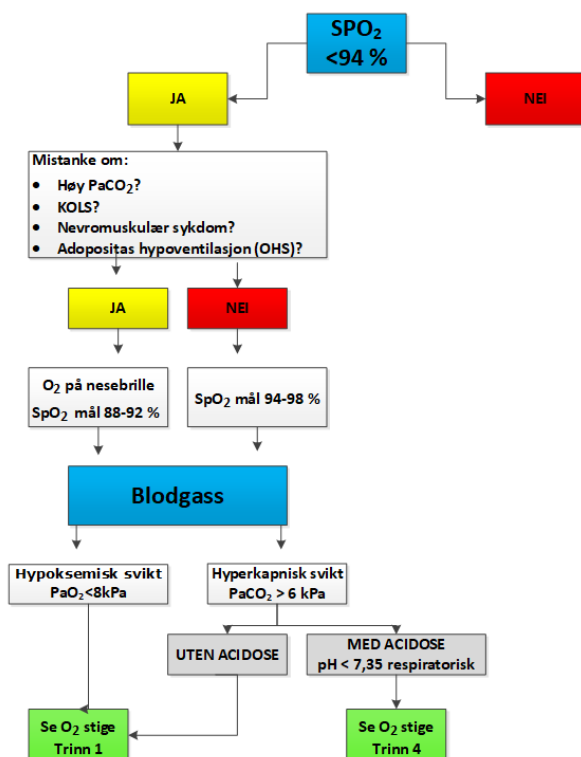 SPO₂
<94 %
JA
NEI
Mistanke om:
• Høy PaCO₂?
• KOLS?
• Nevromuskulær sykdom?
• Adopositas hypoventilasjon (OHS)?
JA
NEI
O₂ på nesebrille
SpO₂ mål 88-92 %
SpO₂ mål 94-98 %
Blodgass
Hypoksemisk svikt
PaO₂<8kPa
Hyperkapnisk svikt
PaCO₂ > 6 kPa
UTEN ACIDOSE
MED ACIDOSE
pH < 7,35 respiratorisk
Se O₂ stige
Trinn 1
Se O₂ stige
Trinn 4